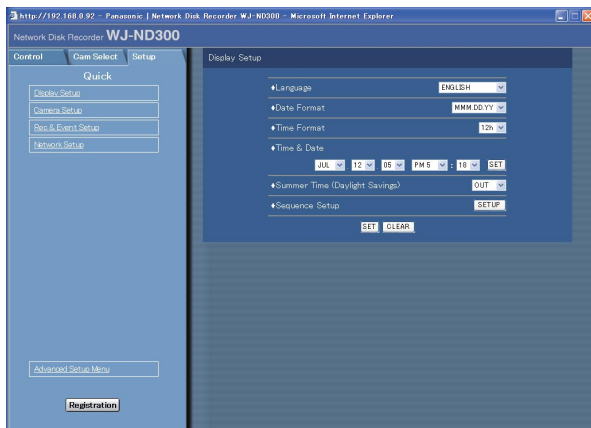 http://192.168.0.92 - Panasonic | Network Disk Recorder WJ-ND300 - Microsoft Internet Explorer
Network Disk Recorder WJ-ND300
Control Cam Select Setup
Quick
Display Setup
Camera Setup
Rec & Event Setup
Network Setup
Advanced Setup Menu
Registration
Display Setup
♦Language ENGLISH
♦Date Format MMM.DD.YY
♦Time Format 12h
♦Time & Date
JUL 12 05 PM 5 : 18 SET
♦Summer Time (Daylight Savings) OUT
♦Sequence Setup SETUP
SET CLEAR